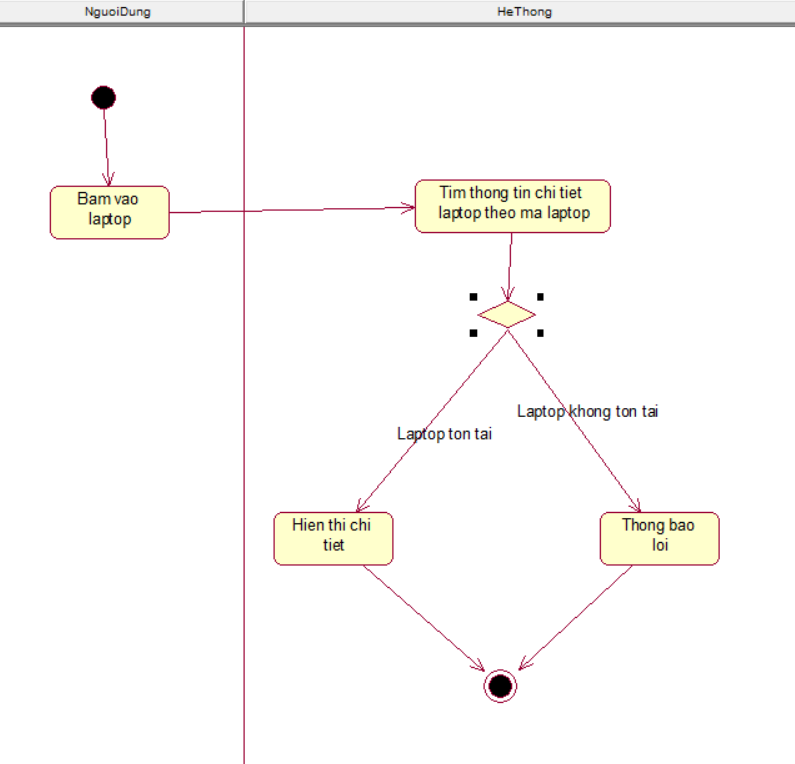 NguoiDung
HeThong
Bam vao
laptop
Tim thong tin chi tiet
laptop theo ma laptop
Laptop khong ton tai
Laptop ton tai
Hien thi chi
tiet
Thong bao
loi